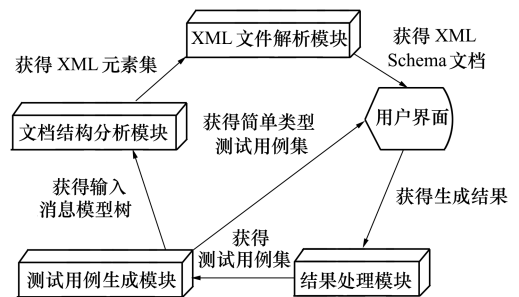 XML 文件解析模块
获得 XML 元素集
获得 XML
Schema 文档
文档结构分析模块
获得简单类型
测试用例集
用户界面
获得输入
消息模型树
获得生成结果
获得
测试用例集
测试用例生成模块
结果处理模块